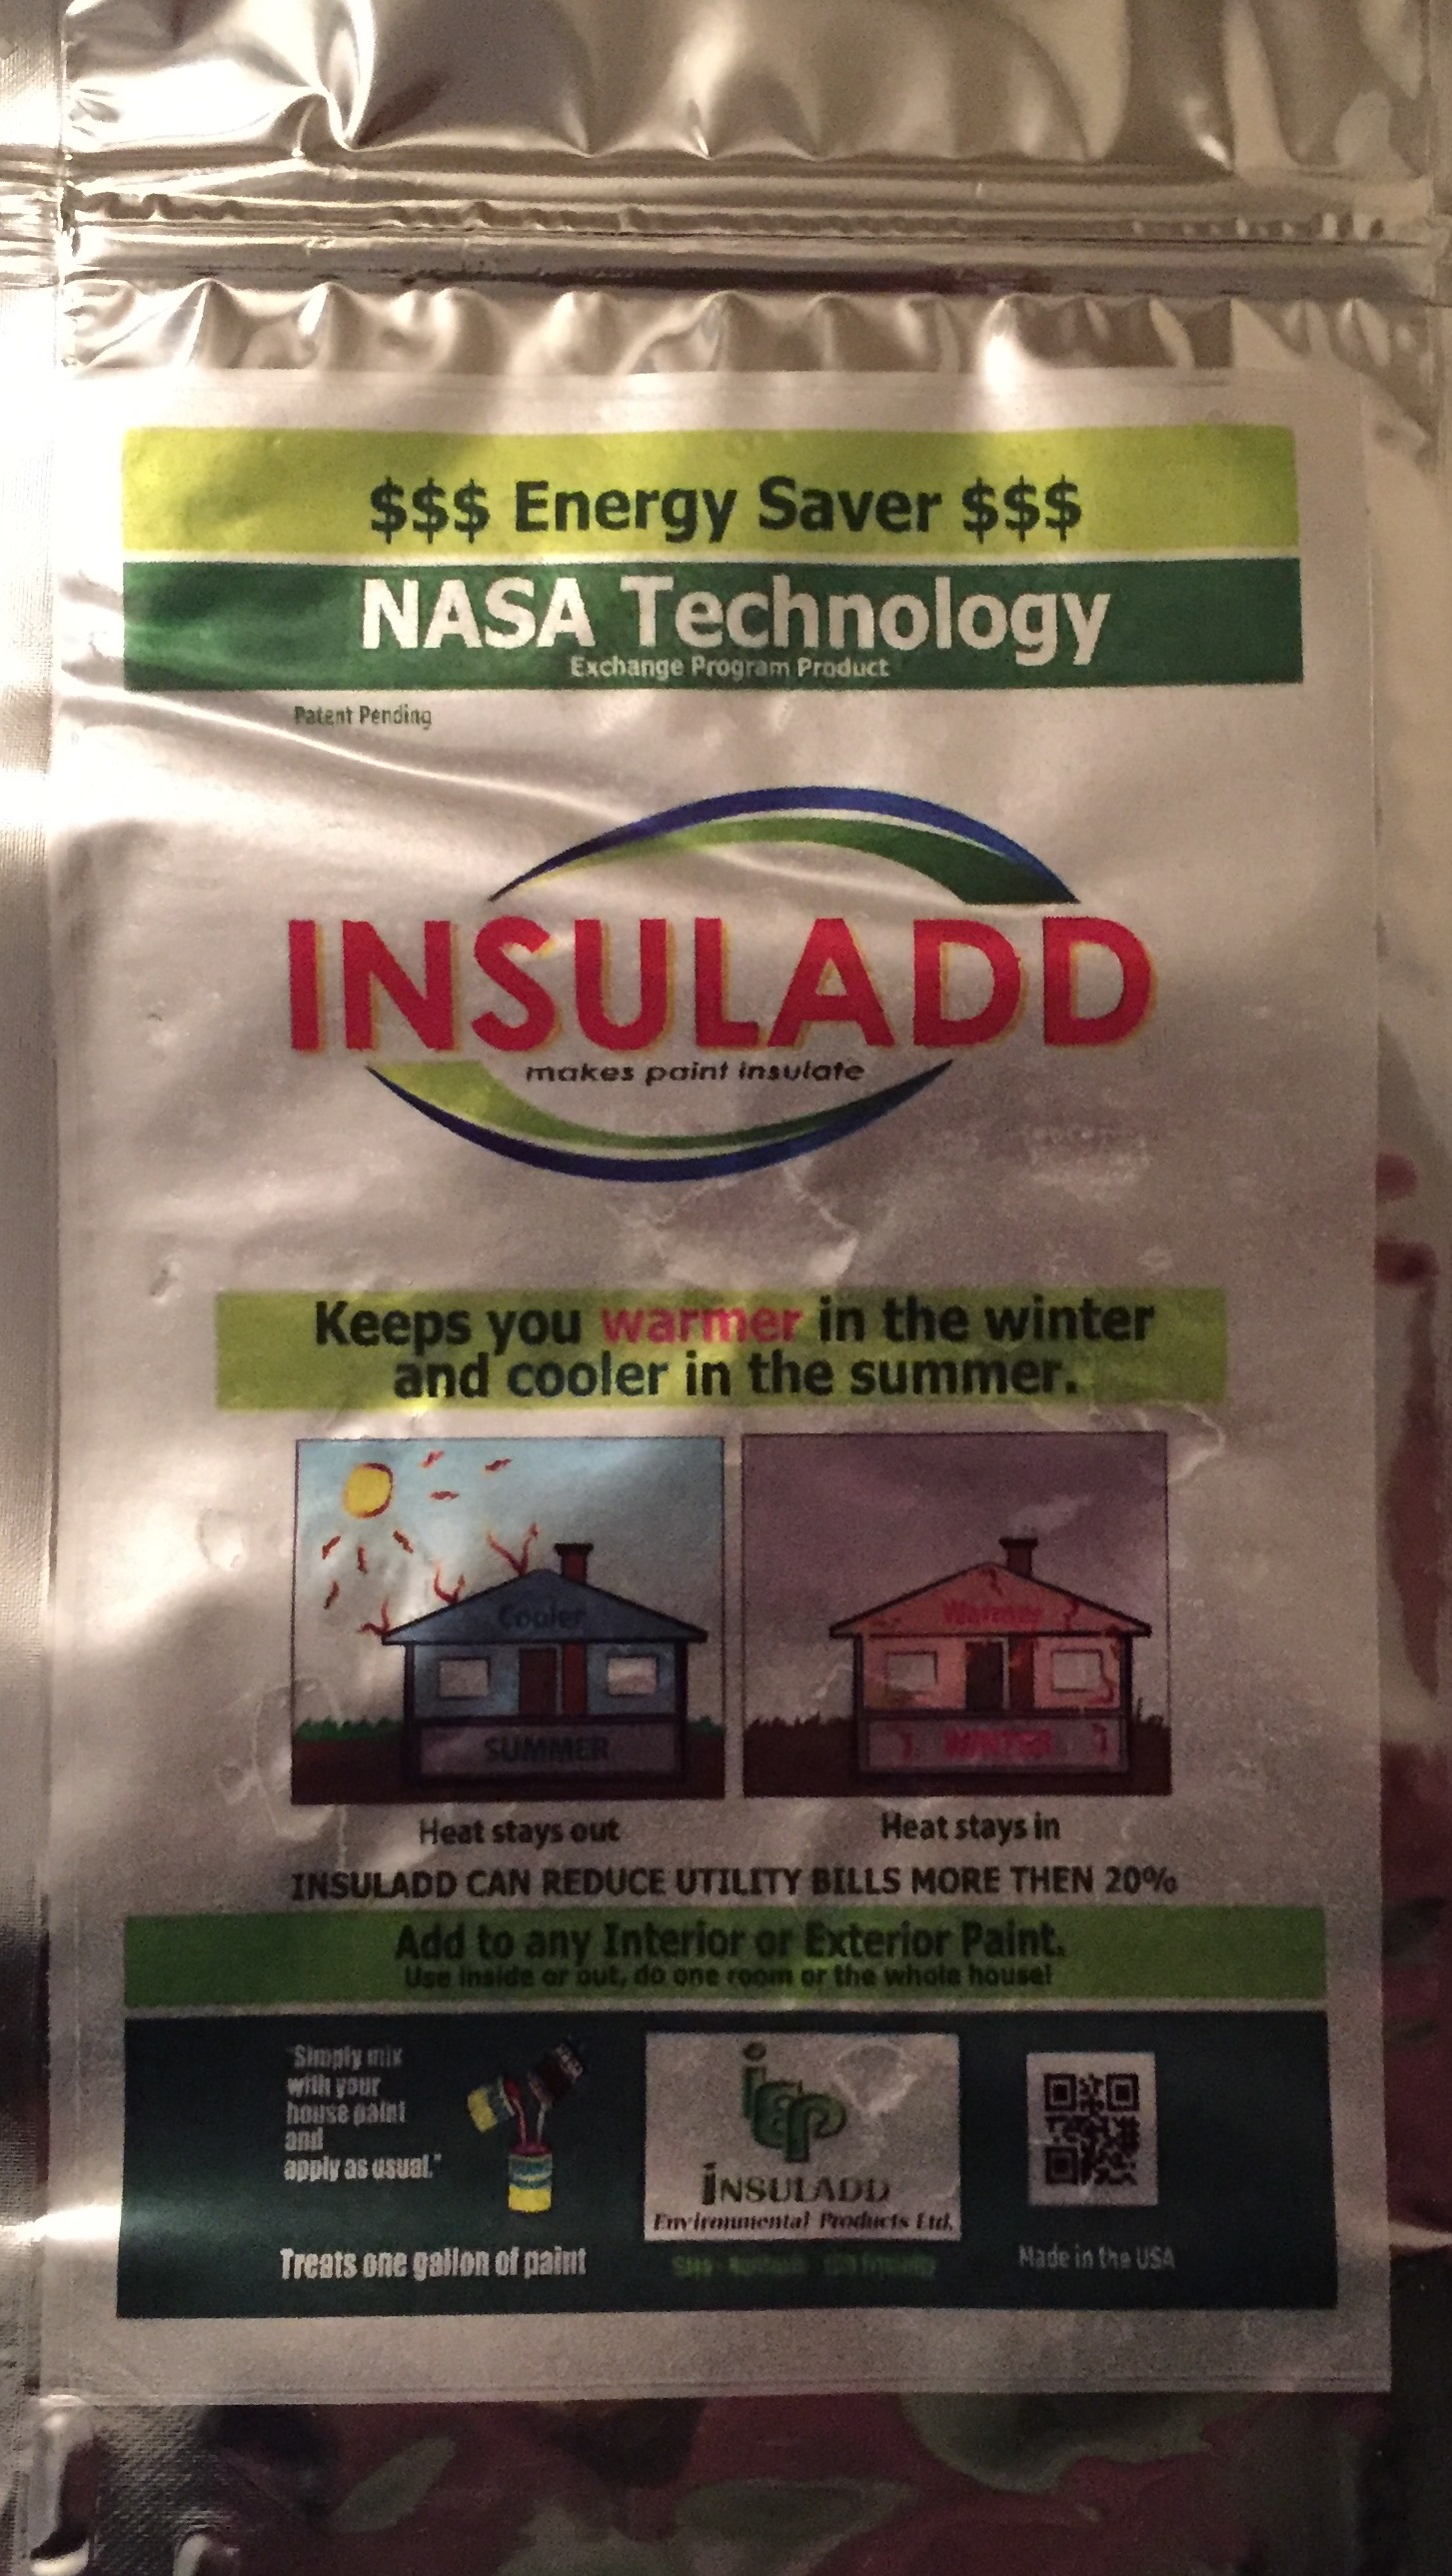 $$$ Energy Saver $$$
NASA Technology
Exchange Program Product
Patent Pending
INSULADD
makes paint insulate
Keeps you warmer in the winter
and cooler in the summer.
Cooler
Warmer
SUMMER
WINTER
Heat stays out
Heat stays in
INSULADD CAN REDUCE UTILITY BILLS MORE THEN 20%
Add to any Interior or Exterior Paint.
Use inside or out, do one room or the whole house!
"Simply mix
with your
house paint
and
apply as usual."
Treats one gallon of paint
iep
INSULADD
Environmental Products Ltd.
Made in the USA